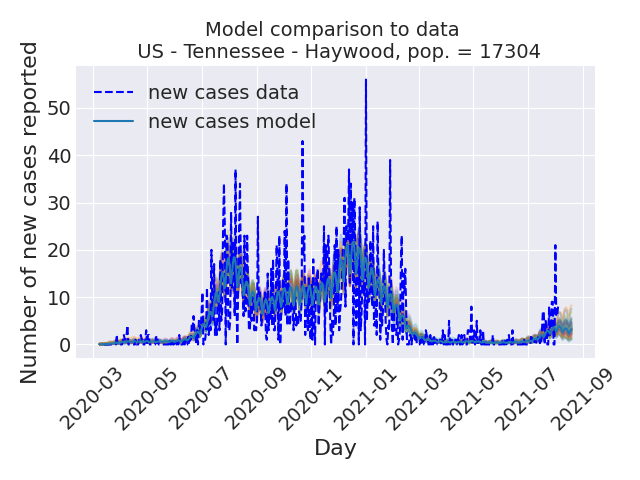 Model comparison to data
US - Tennessee - Haywood, pop. = 17304
Number of new cases reported
new cases data
new cases model
50
40
30
20
10
0
2020-03
2020-05
2020-07
2020-09
2020-11
2021-01
2021-03
2021-05
2021-07
2021-09
Day